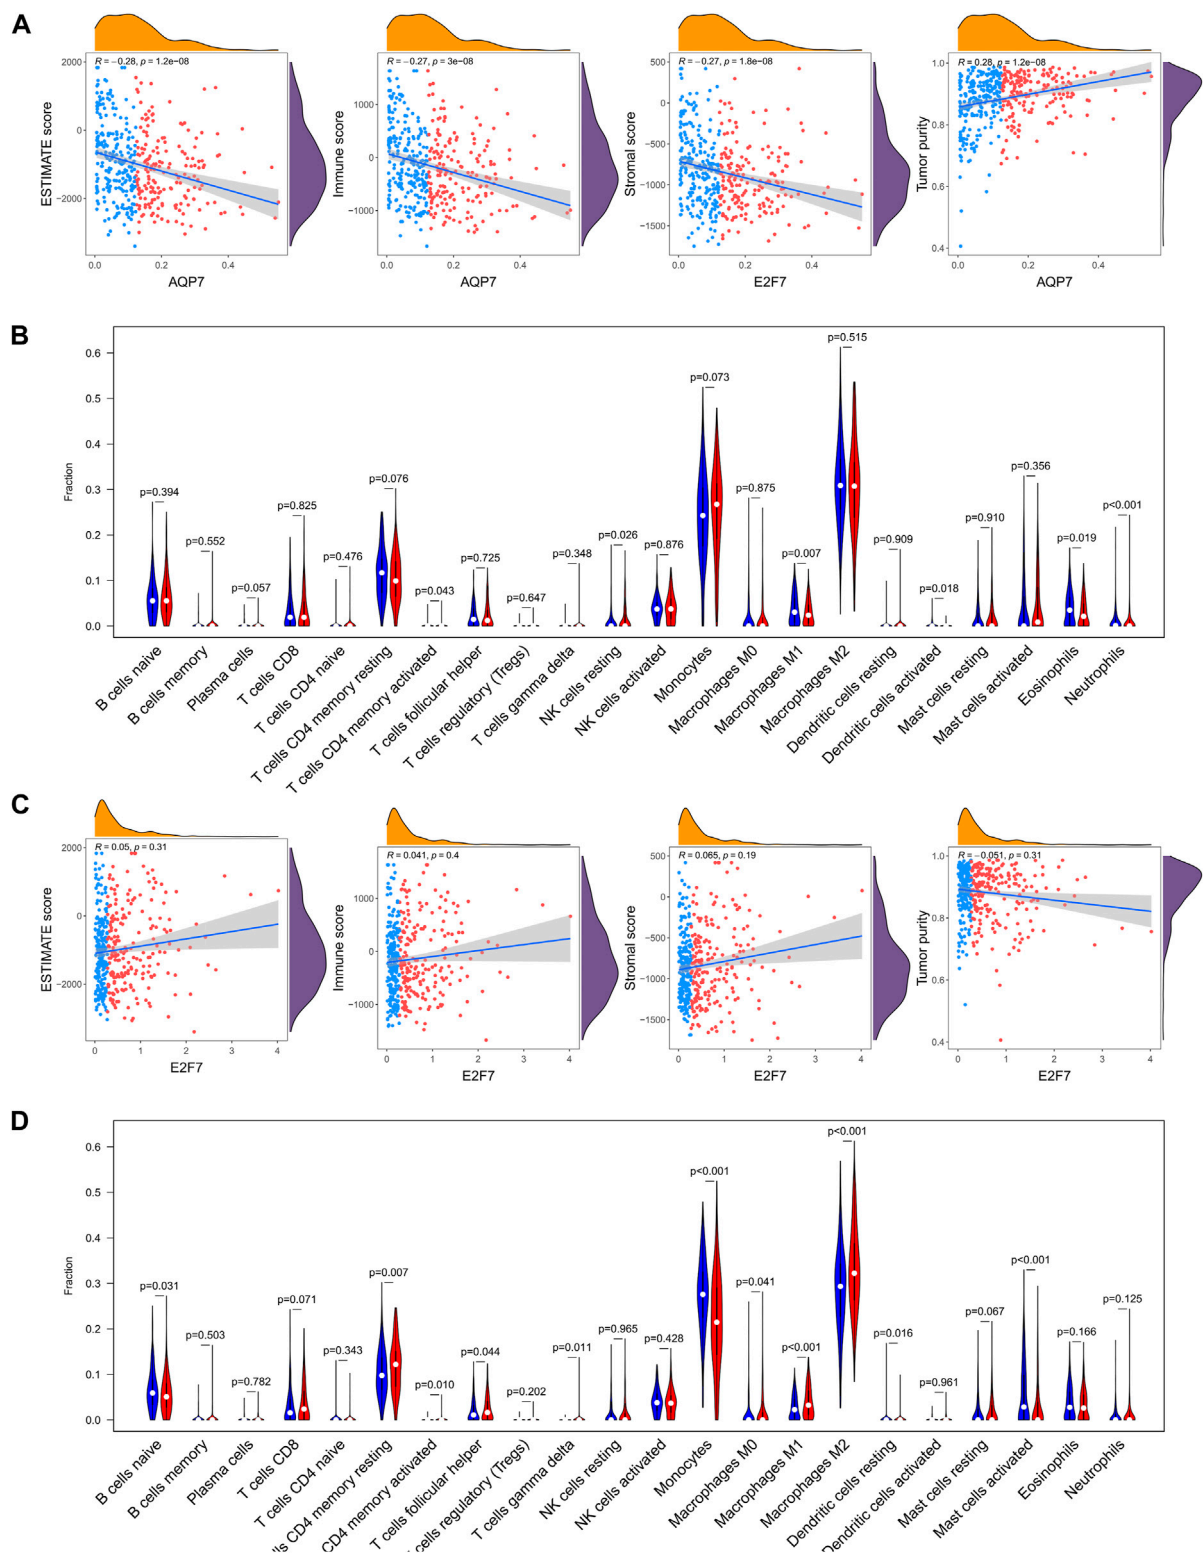 A
R = −0.28, p = 1.2e−08
ESTIMATE score
2000
0
−2000
0.0 0.2 0.4
AQP7
R = −0.27, p = 3e−08
Immune score
1000
0
−1000
0.0 0.2 0.4
AQP7
R = −0.27, p = 1.8e−08
Stromal score
500
0
−500
−1000
−1500
0.0 0.2 0.4
E2F7
R = 0.28, p = 1.2e−08
Tumor purity
1.0
0.8
0.6
0.4
0.0 0.2 0.4
AQP7
B
Fraction
0.6
0.5
0.4
0.3
0.2
0.1
0.0
p=0.394
p=0.552
p=0.057
p=0.825
p=0.476
p=0.076
p=0.043
p=0.725
p=0.647
p=0.348
p=0.026
p=0.876
p=0.073
p=0.875
p=0.007
p=0.515
p=0.909
p=0.018
p=0.910
p=0.356
p=0.019
p<0.001
B cells naive
B cells memory
Plasma cells
T cells CD8
T cells CD4 naive
T cells CD4 memory resting
T cells CD4 memory activated
T cells follicular helper
T cells regulatory (Tregs)
T cells gamma delta
NK cells resting
NK cells activated
Monocytes
Macrophages M0
Macrophages M1
Macrophages M2
Dendritic cells resting
Dendritic cells activated
Mast cells resting
Mast cells activated
Eosinophils
Neutrophils
C
R = 0.05, p = 0.31
ESTIMATE score
2000
0
−2000
0 1 2 3 4
E2F7
R = 0.041, p = 0.4
Immune score
1000
0
−1000
0 1 2 3 4
E2F7
R = 0.065, p = 0.19
Stromal score
500
0
−500
−1000
−1500
0 1 2 3 4
E2F7
R = −0.051, p = 0.31
Tumor purity
1.0
0.8
0.6
0.4
0 1 2 3 4
E2F7
D
Fraction
0.6
0.5
0.4
0.3
0.2
0.1
0.0
p=0.031
p=0.503
p=0.782
p=0.071
p=0.343
p=0.007
p=0.010
p=0.044
p=0.202
p=0.011
p=0.965
p=0.428
p<0.001
p=0.041
p<0.001
p<0.001
p=0.016
p=0.961
p=0.067
p<0.001
p=0.166
p=0.125
B cells naive
B cells memory
Plasma cells
T cells CD8
T cells CD4 naive
CD4 memory resting
CD4 memory activated
T cells follicular helper
cells regulatory (Tregs)
T cells gamma delta
NK cells resting
NK cells activated
Monocytes
Macrophages M0
Macrophages M1
Macrophages M2
Dendritic cells resting
Dendritic cells activated
Mast cells resting
Mast cells activated
Eosinophils
Neutrophils